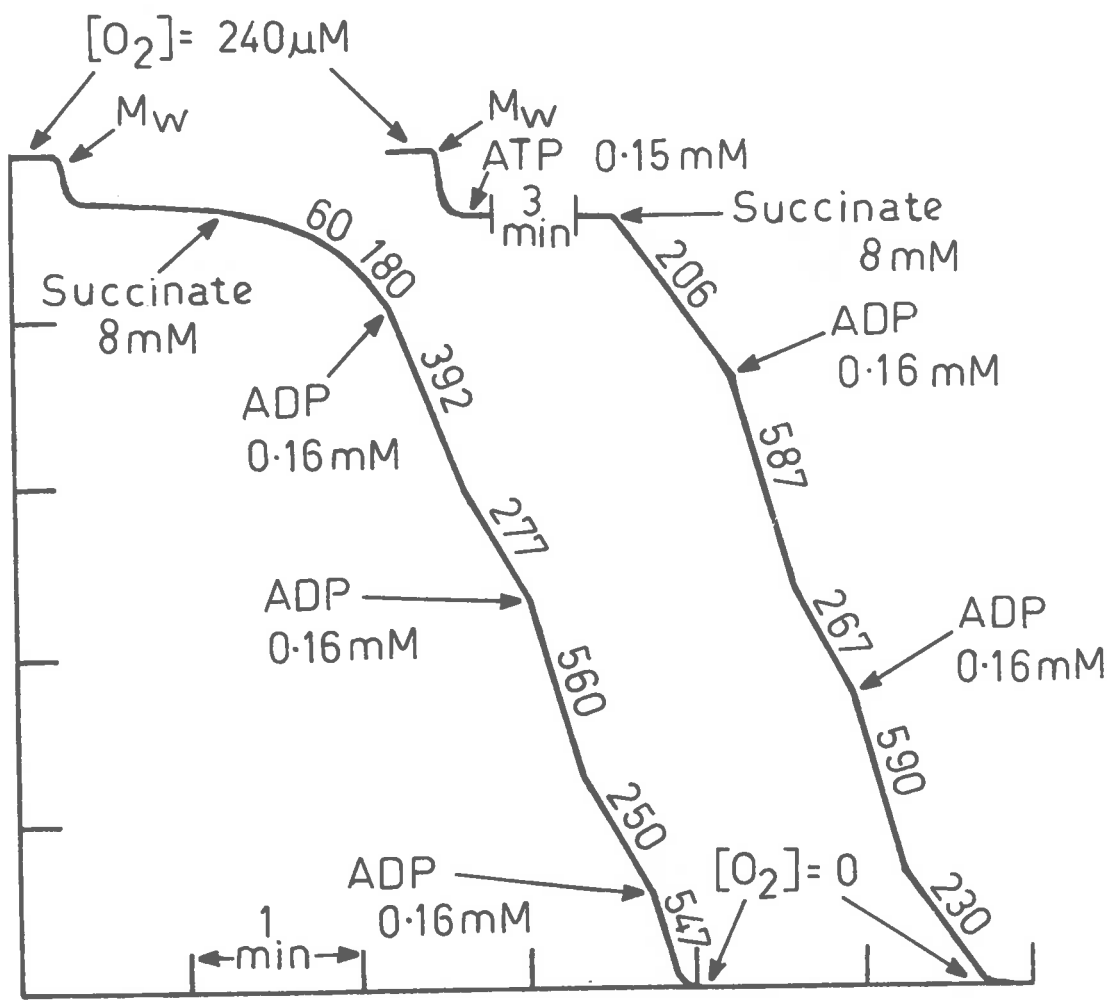 [O₂]= 240µM
Mw
Succinate
8mM
60
180
ADP
0·16mM
392
277
ADP
0·16mM
560
250
ADP
0·16mM
547
1
min
Mw
ATP 0·15mM
3
min
Succinate
8mM
206
ADP
0·16mM
587
267
ADP
0·16mM
590
230
[O₂]= 0